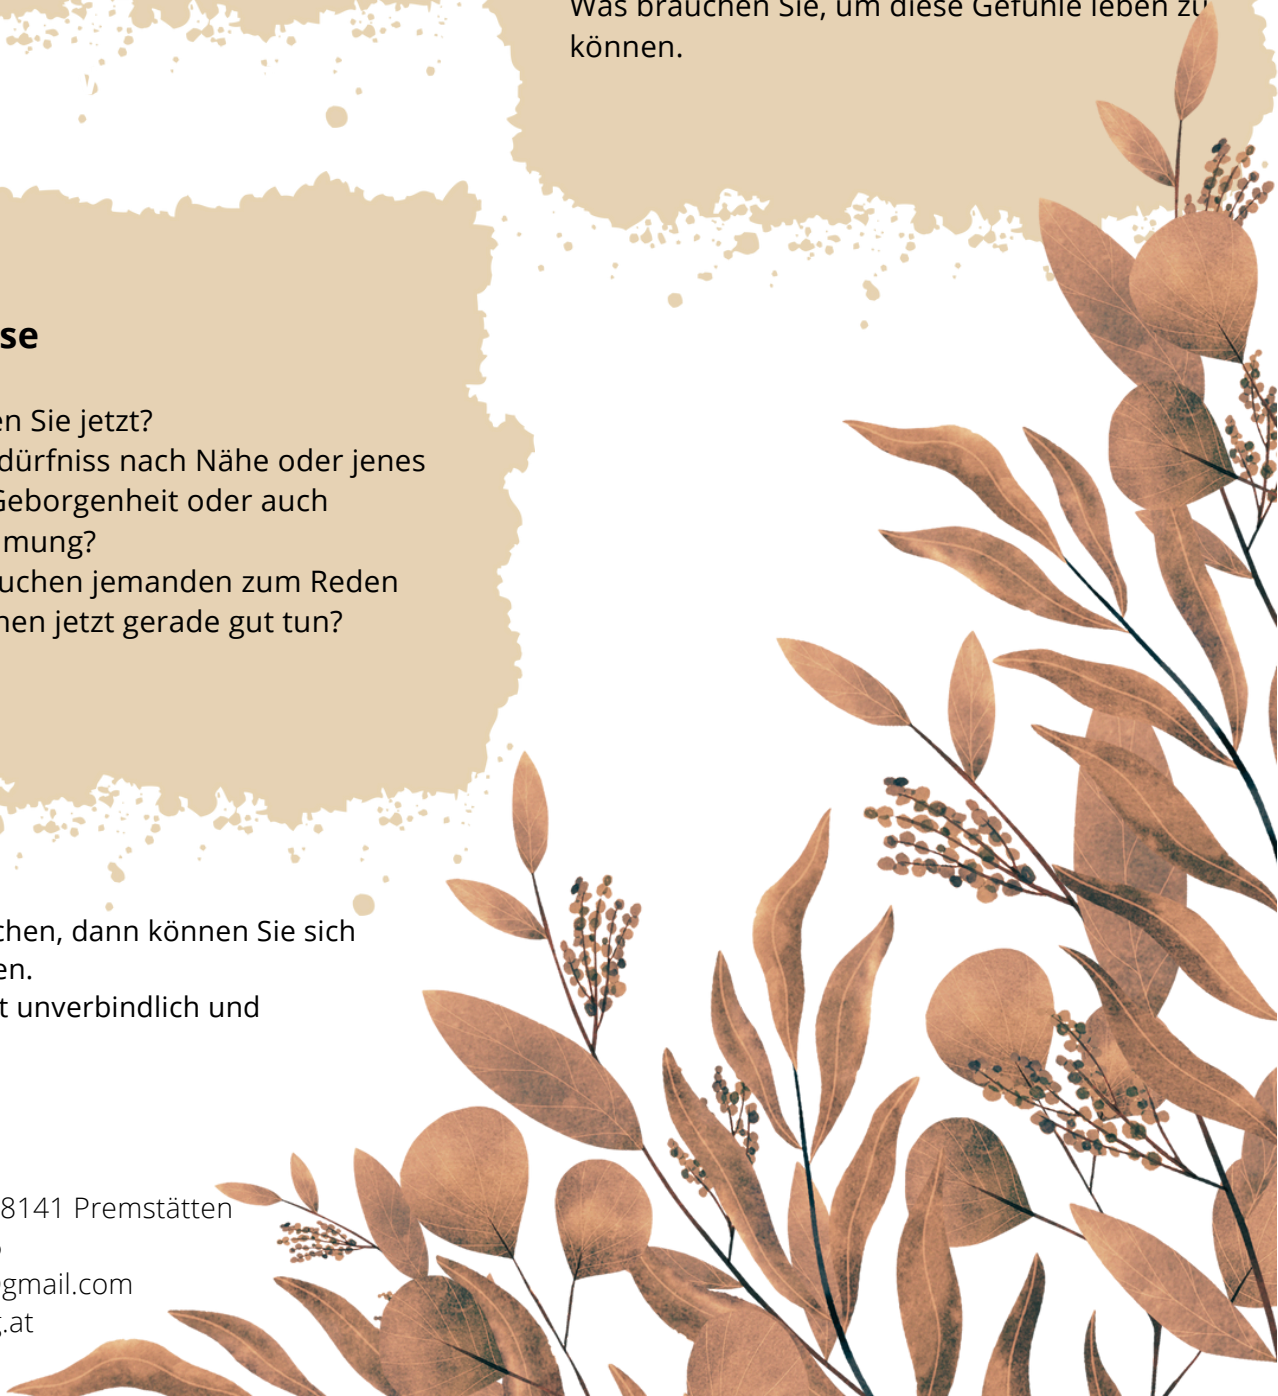 Was brauchen Sie, um diese Gefühle leben zu
können.
se
en Sie jetzt?
dürfniss nach Nähe oder jenes
Geborgenheit oder auch
mung?
uchen jemanden zum Reden
nen jetzt gerade gut tun?
chen, dann können Sie sich
en.
t unverbindlich und
8141 Premstätten
gmail.com
g.at